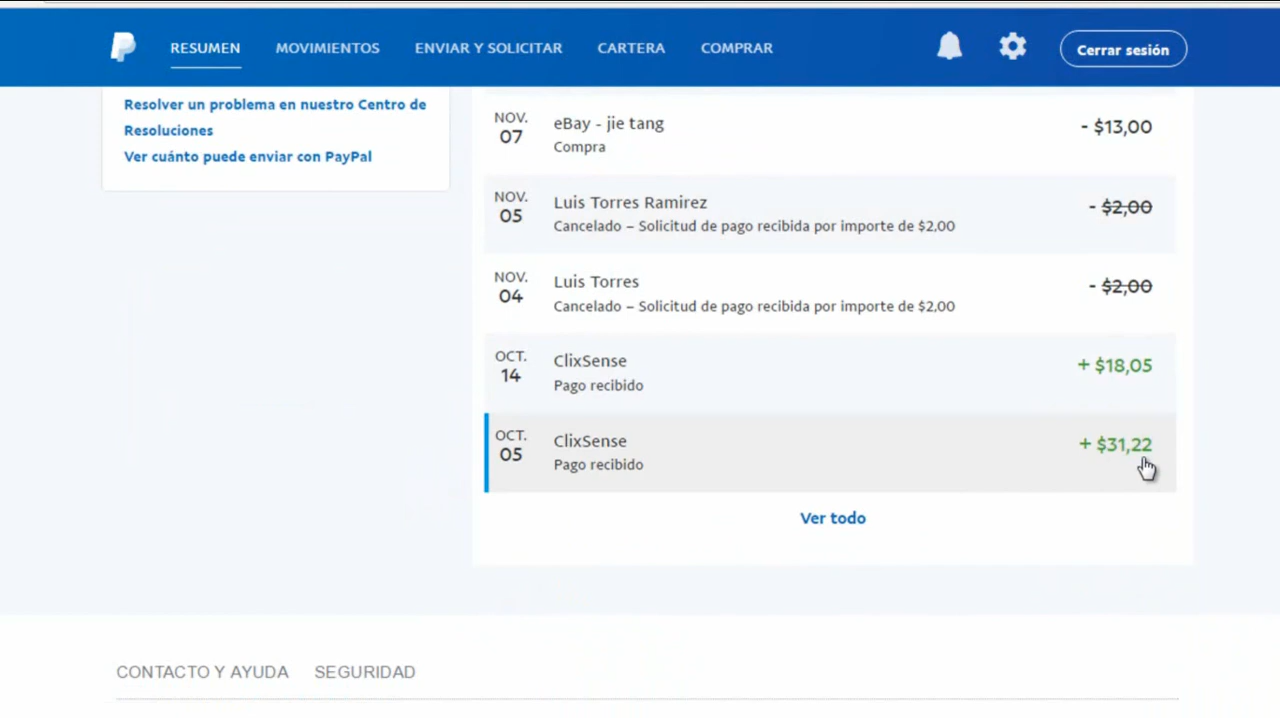 RESUMEN MOVIMIENTOS ENVIAR Y SOLICITAR CARTERA COMPRAR Cerrar sesión
Resolver un problema en nuestro Centro de
Resoluciones
Ver cuánto puede enviar con PayPal
NOV.
07
eBay - jie tang
Compra
- $13,00
NOV.
05
Luis Torres Ramirez
Cancelado – Solicitud de pago recibida por importe de $2,00
- $2,00
NOV.
04
Luis Torres
Cancelado – Solicitud de pago recibida por importe de $2,00
- $2,00
OCT.
14
ClixSense
Pago recibido
+ $18,05
OCT.
05
ClixSense
Pago recibido
+ $31,22
Ver todo
CONTACTO Y AYUDA SEGURIDAD